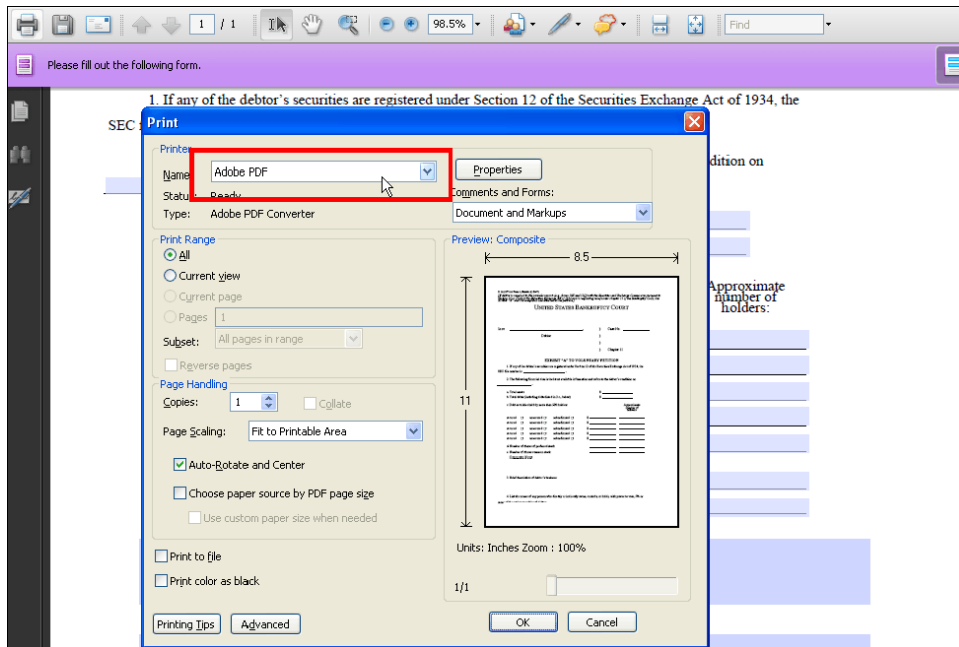 1 / 1 98.5% Find
Please fill out the following form.
1. If any of the debtor's securities are registered under Section 12 of the Securities Exchange Act of 1934, the
SEC
Print
dition on
Printer
Name Adobe PDF Properties
Status: Ready Comments and Forms:
Type: Adobe PDF Converter Document and Markups
Print Range
All
Current view
Current page
Pages 1
Subset: All pages in range
Reverse pages
Preview: Composite
8.5
11
UNITED STATES BANKRUPTCY COURT
EXHIBIT "A" TO VOLUNTARY PETITION
Approximate
number of
holders:
Page Handling
Copies: 1 Collate
Page Scaling: Fit to Printable Area
Auto-Rotate and Center
Choose paper source by PDF page size
Use custom paper size when needed
Print to file
Print color as black
Units: Inches Zoom : 100%
1/1
Printing Tips Advanced OK Cancel